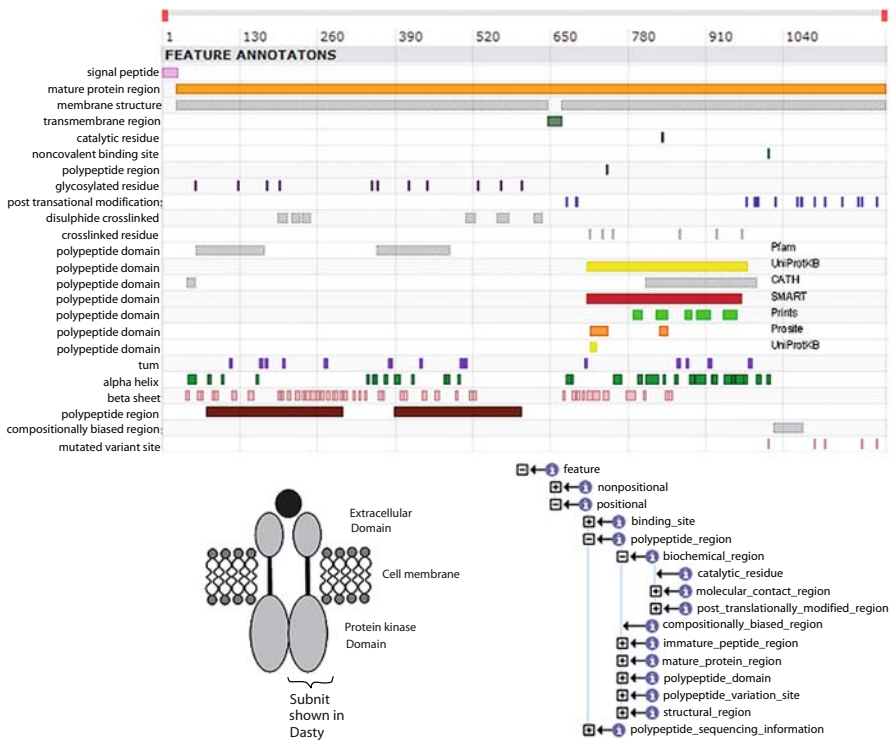 1 130 260 390 520 650 780 910 1040
FEATURE ANNOTATONS
signal peptide
mature protein region
membrane structure
transmembrane region
catalytic residue
noncovalent binding site
polypeptide region
glycosylated residue
post transational modification:
disulphide crosslinked
crosslinked residue
polypeptide domain Pfam
polypeptide domain UniProtKB
polypeptide domain CATH
polypeptide domain SMART
polypeptide domain Prints
polypeptide domain Prosite
polypeptide domain UniProtKB
turn
alpha helix
beta sheet
polypeptide region
compositionally biased region
mutated variant site
Extracellular
Domain
Cell membrane
Protein kinase
Domain
Subnit
shown in
Dasty
feature
nonpositional
positional
binding_site
polypeptide_region
biochemical_region
catalytic_residue
molecular_contact_region
post_translationally_modified_region
compositionally_biased_region
immature_peptide_region
mature_protein_region
polypeptide_domain
polypeptide_variation_site
structural_region
polypeptide_sequencing_information